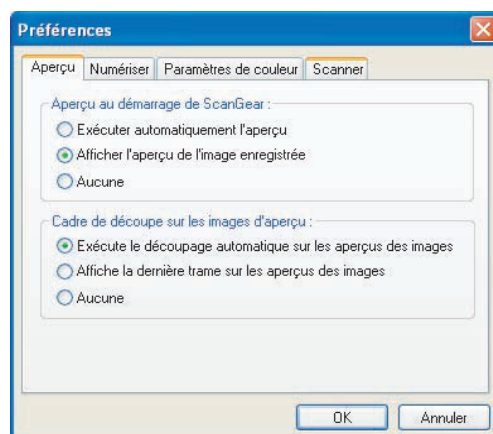 Préférences
Aperçu Numériser Paramètres de couleur Scanner
Aperçu au démarrage de ScanGear :
Exécuter automatiquement l'aperçu
Afficher l'aperçu de l'image enregistrée
Aucune
Cadre de découpe sur les images d'aperçu :
Exécute le découpage automatique sur les aperçus des images
Affiche la dernière trame sur les aperçus des images
Aucune
OK Annuler